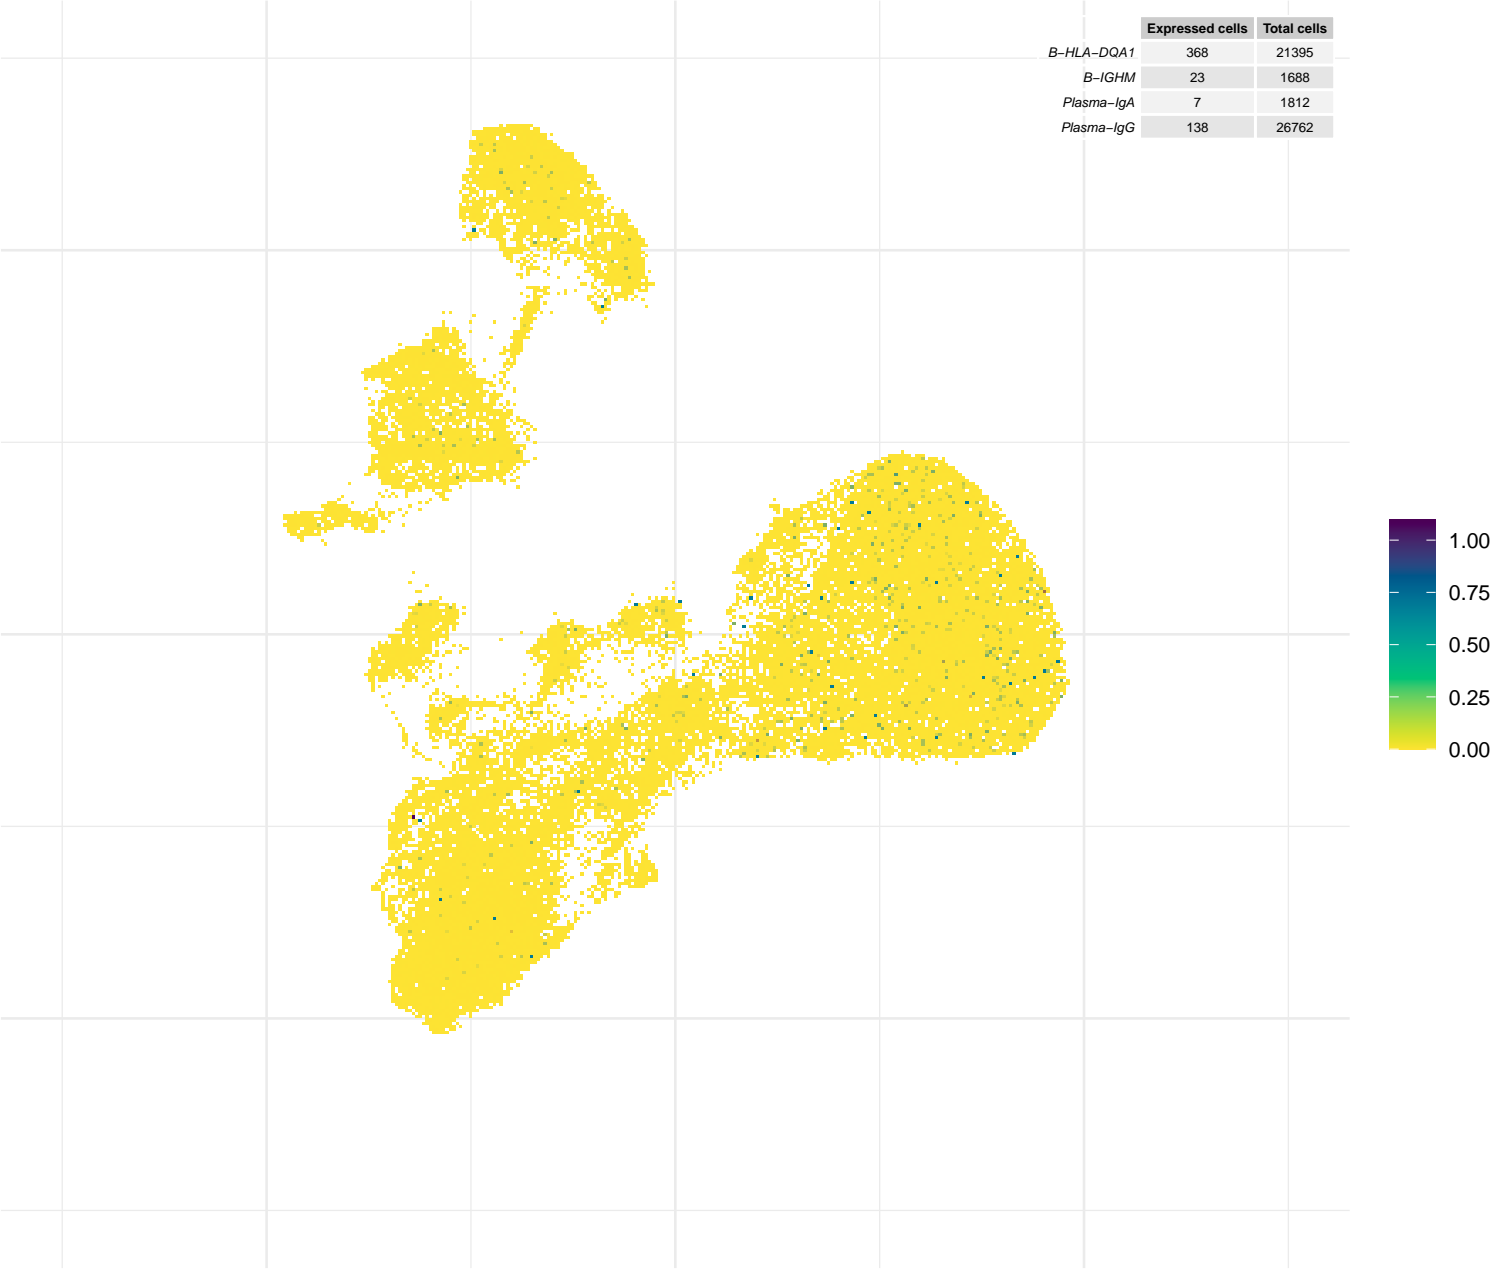 Expressed cells Total cells
B−HLA−DQA1 368 21395
B−IGHM 23 1688
Plasma−IgA 7 1812
Plasma−IgG 138 26762
1.00
0.75
0.50
0.25
0.00